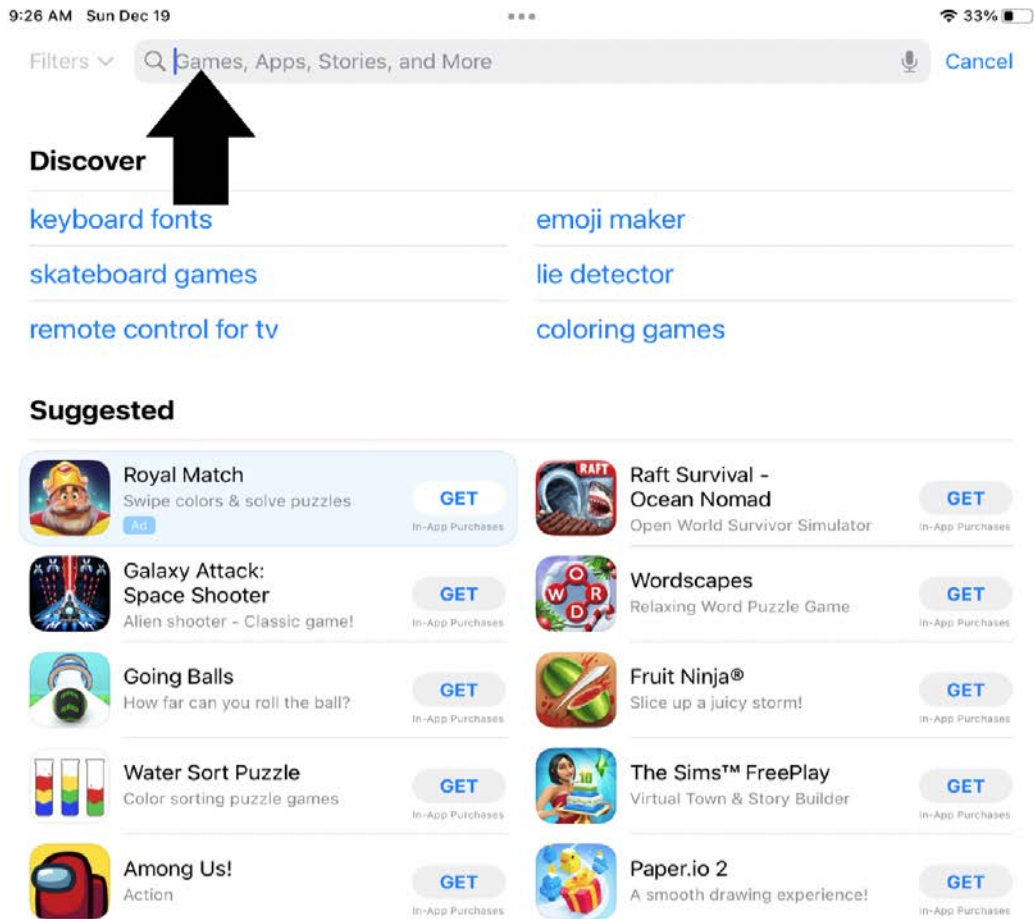 9:26 AM Sun Dec 19
33%
Filters
Games, Apps, Stories, and More
Cancel
Discover
keyboard fonts
emoji maker
skateboard games
lie detector
remote control for tv
coloring games
Suggested
Royal Match
Swipe colors & solve puzzles
Ad
GET
In-App Purchases
RAFT
Raft Survival -
Ocean Nomad
Open World Survivor Simulator
GET
In-App Purchases
Galaxy Attack:
Space Shooter
Alien shooter - Classic game!
GET
In-App Purchases
W O R D
Wordscapes
Relaxing Word Puzzle Game
GET
In-App Purchases
Going Balls
How far can you roll the ball?
GET
In-App Purchases
Fruit Ninja®
Slice up a juicy storm!
GET
In-App Purchases
Water Sort Puzzle
Color sorting puzzle games
GET
In-App Purchases
10
The Sims™ FreePlay
Virtual Town & Story Builder
GET
In-App Purchases
Among Us!
Action
GET
In-App Purchases
Paper.io 2
A smooth drawing experience!
GET
In-App Purchases